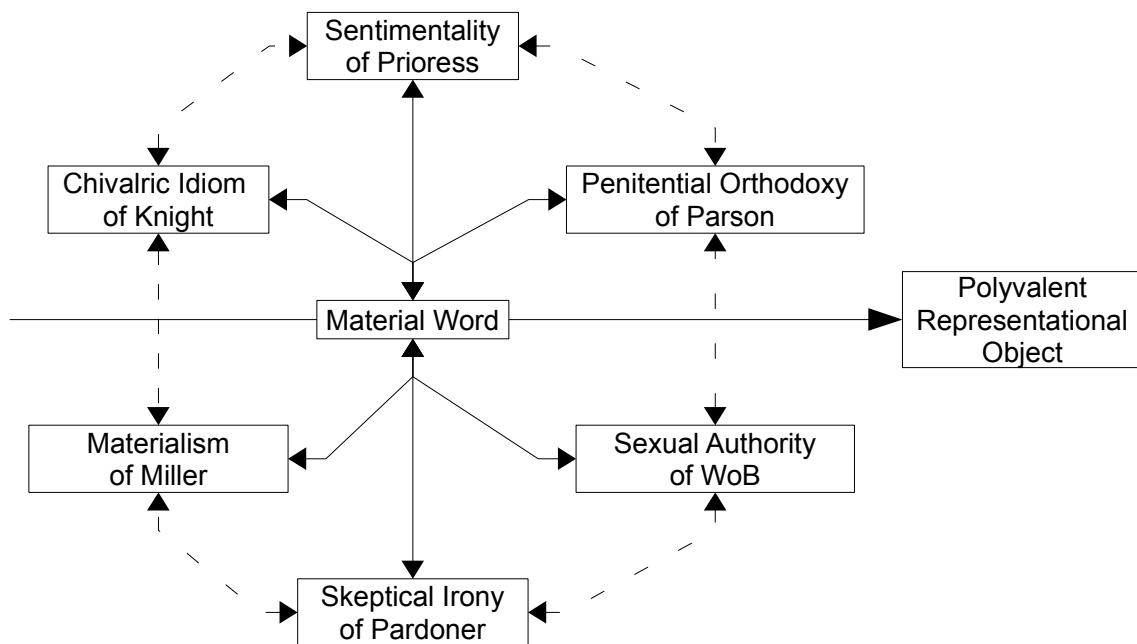 Sentimentality
of Prioress
Chivalric Idiom
of Knight
Penitential Orthodoxy
of Parson
Material Word
Polyvalent
Representational
Object
Materialism
of Miller
Sexual Authority
of WoB
Skeptical Irony
of Pardoner